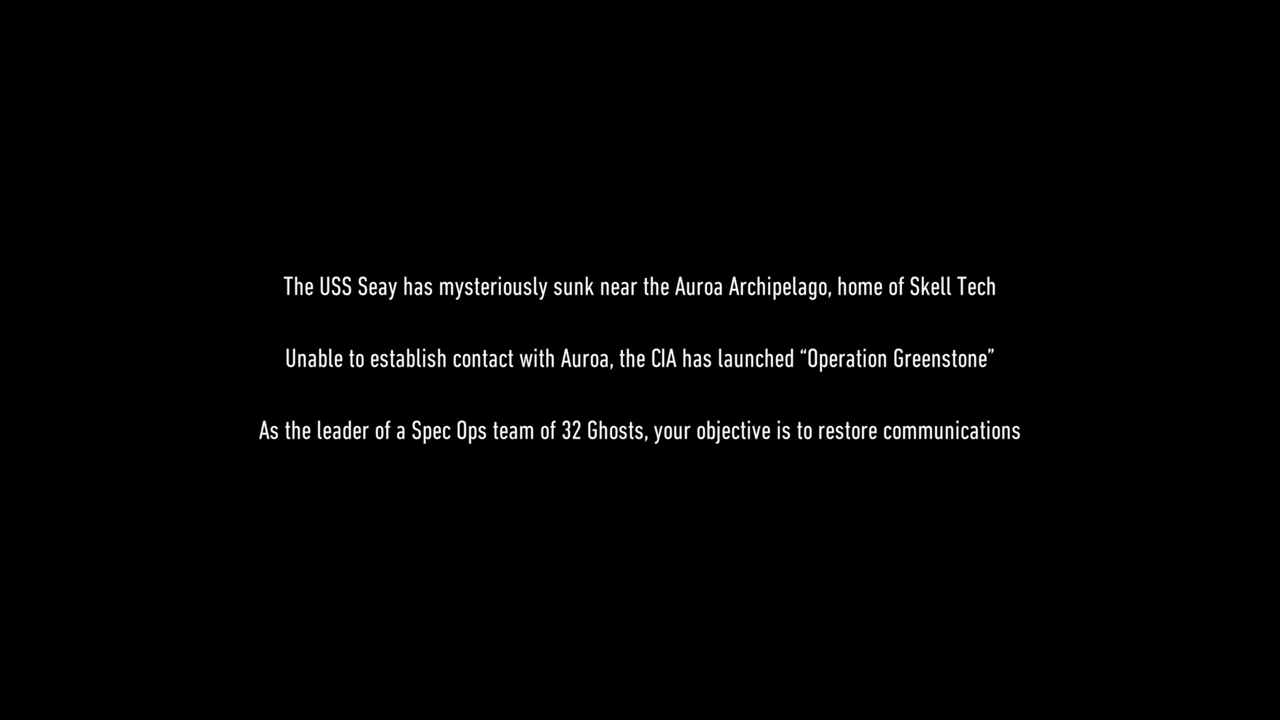 The USS Seay has mysteriously sunk near the Auroa Archipelago, home of Skell Tech
Unable to establish contact with Auroa, the CIA has launched “Operation Greenstone”
As the leader of a Spec Ops team of 32 Ghosts, your objective is to restore communications